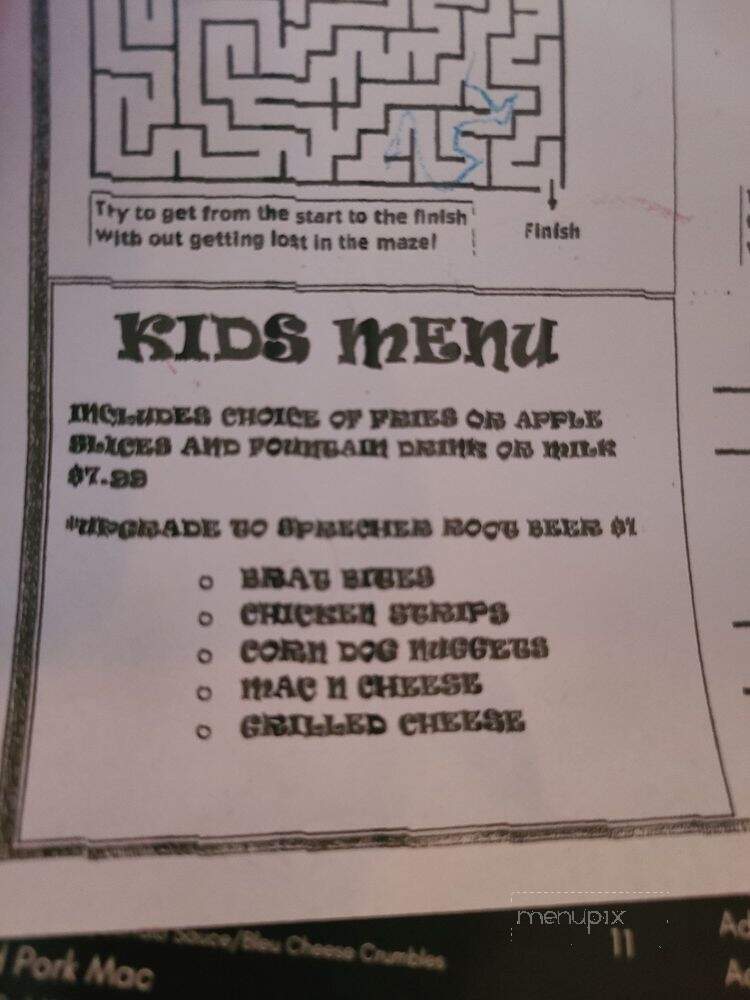 Try to get from the start to the finish
with out getting lost in the maze!
Finish
KIDS MENU
INCLUDES CHOICE OF FRIES OR APPLE
SLICES AND FOUNTAIN DRINK OR MILK
$7.99
*UPGRADE TO SPRECHER ROOT BEER $1
o BRAT BITES
o CHICKEN STRIPS
o CORN DOG NUGGETS
o MAC N CHEESE
o GRILLED CHEESE
menupix
Sauce/Bleu Cheese Crumbles
11
Pork Mac